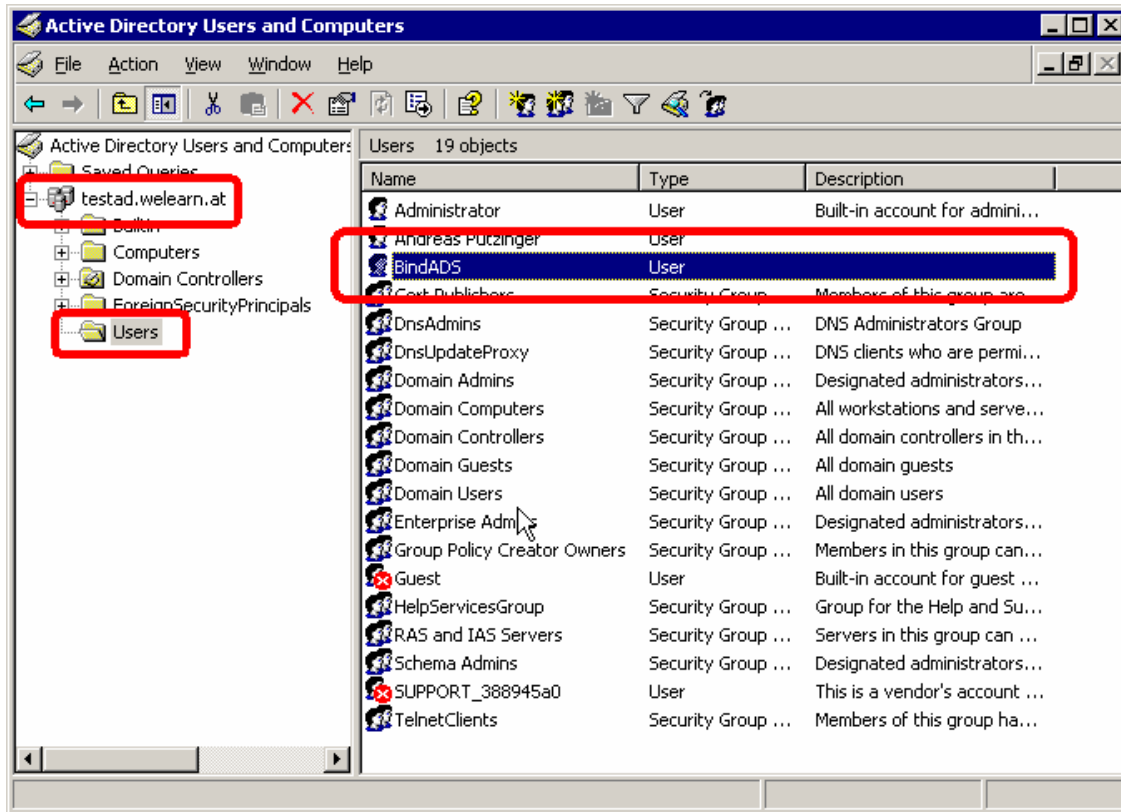 Active Directory Users and Computers
File Action View Window Help
Active Directory Users and Computers
Users 19 objects
Saved Queries
Name Type Description
testad.welearn.at
Administrator User Built-in account for admini...
Builtin
Andreas Putzinger User
Computers
BindADS User
Domain Controllers
Cert Publishers Security Group ... Members of this group are ...
ForeignSecurityPrincipals
DnsAdmins Security Group ... DNS Administrators Group
Users
DnsUpdateProxy Security Group ... DNS clients who are permi...
Domain Admins Security Group ... Designated administrators...
Domain Computers Security Group ... All workstations and serve...
Domain Controllers Security Group ... All domain controllers in th...
Domain Guests Security Group ... All domain guests
Domain Users Security Group ... All domain users
Enterprise Admins Security Group ... Designated administrators...
Group Policy Creator Owners Security Group ... Members in this group can...
Guest User Built-in account for guest ...
HelpServicesGroup Security Group ... Group for the Help and Su...
RAS and IAS Servers Security Group ... Servers in this group can ...
Schema Admins Security Group ... Designated administrators...
SUPPORT_388945a0 User This is a vendor's account ...
TelnetClients Security Group ... Members of this group ha...